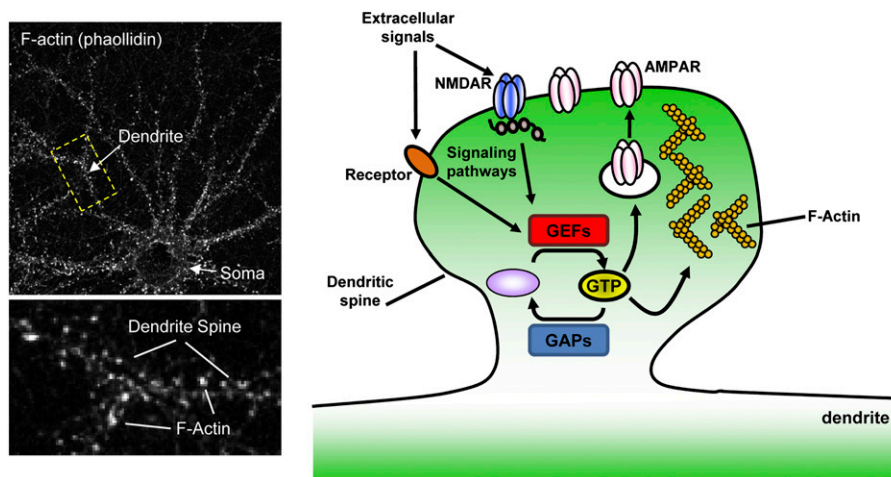 F-actin (phaollidin)
Dendrite
Soma
Dendrite Spine
F-Actin
Extracellular
signals
NMDAR
AMPAR
Signaling
pathways
Receptor
GEFs
F-Actin
Dendritic
spine
GTP
GAPs
dendrite